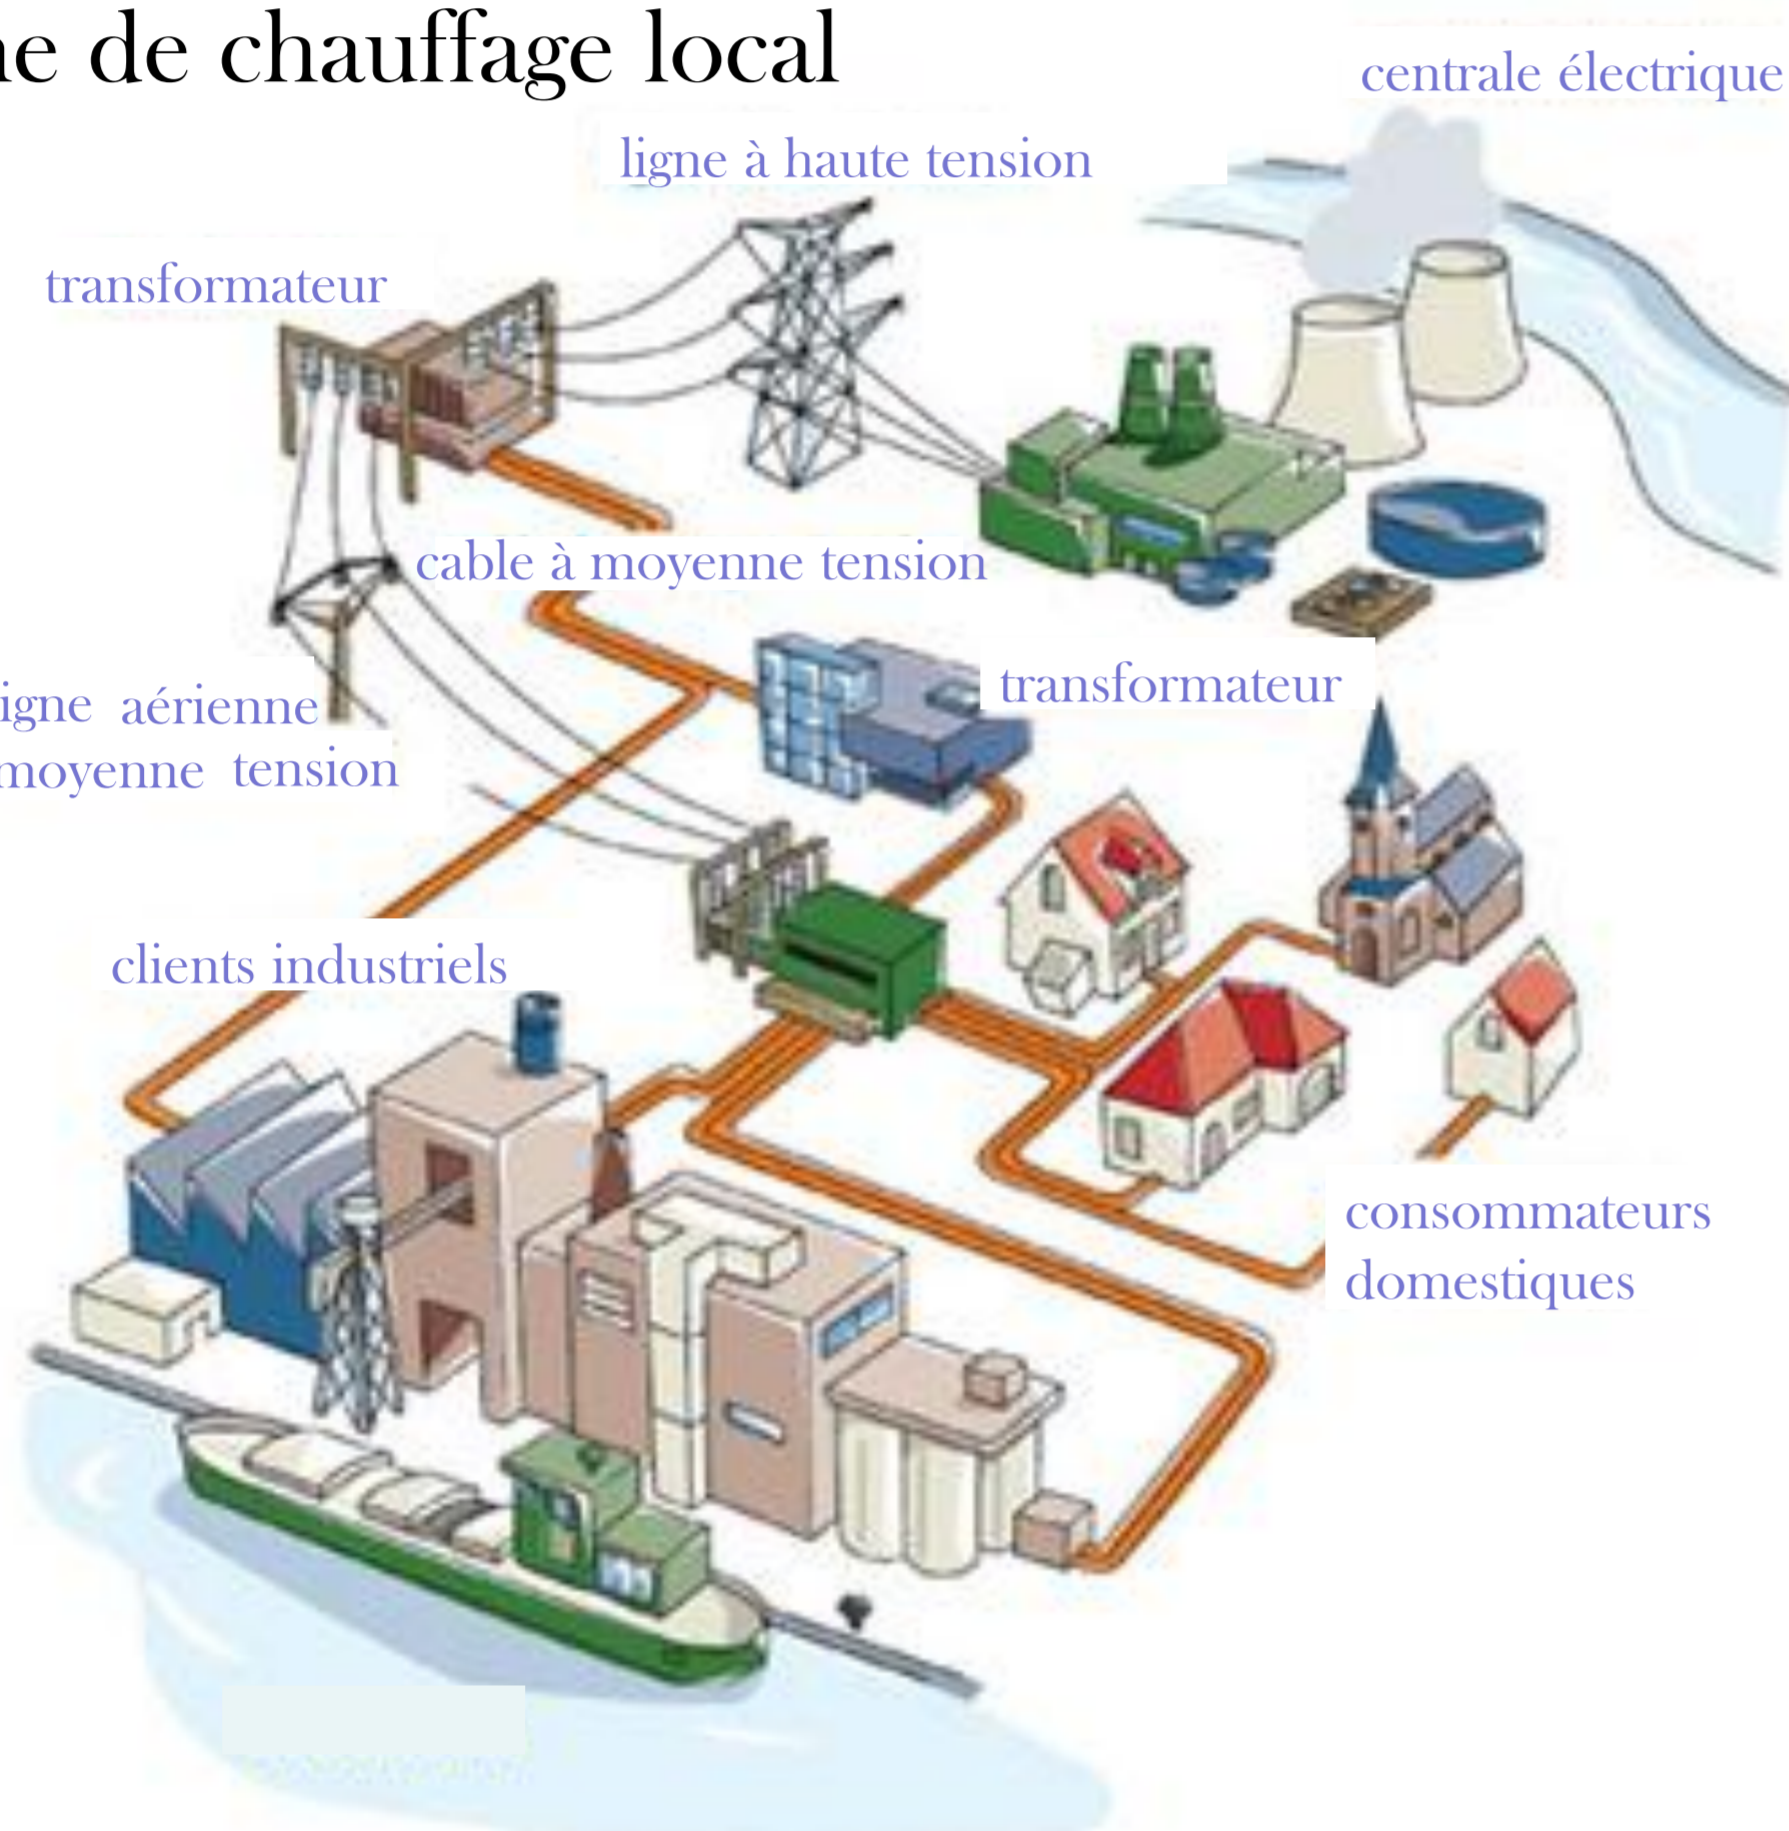 ne de chauffage local
centrale électrique
ligne à haute tension
transformateur
cable à moyenne tension
transformateur
igne aérienne
moyenne tension
clients industriels
consommateurs
domestiques